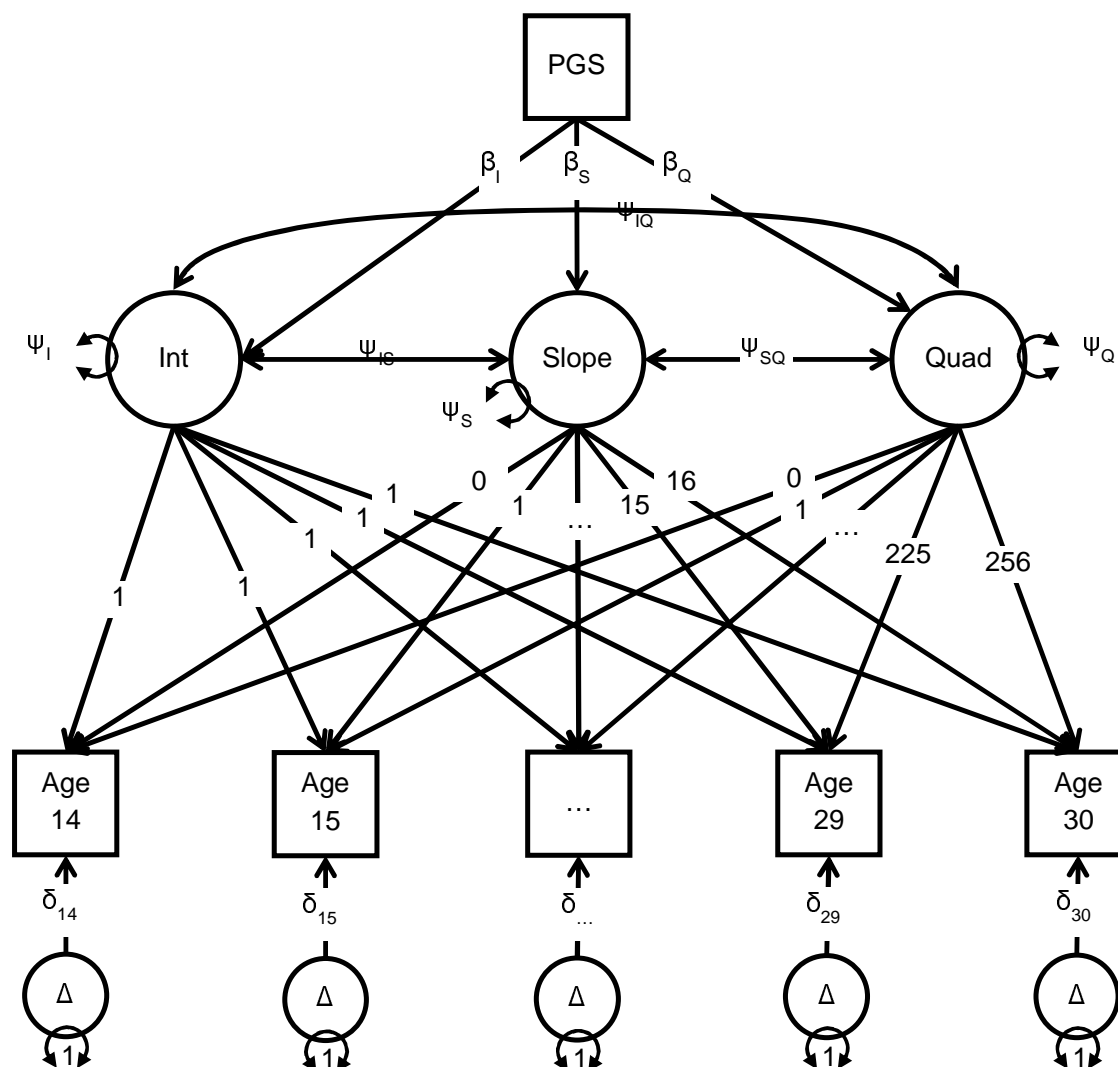 PGS
β_I
β_S
β_Q
Ψ_IQ
Ψ_I
Int
Ψ_IS
Slope
Ψ_SQ
Quad
Ψ_Q
Ψ_S
1
0
16
0
1
1
15
1
1
...
...
225
256
1
1
Age
14
Age
15
...
Age
29
Age
30
δ_14
δ_15
δ_...
δ_29
δ_30
Δ
Δ
Δ
Δ
Δ
1
1
1
1
1